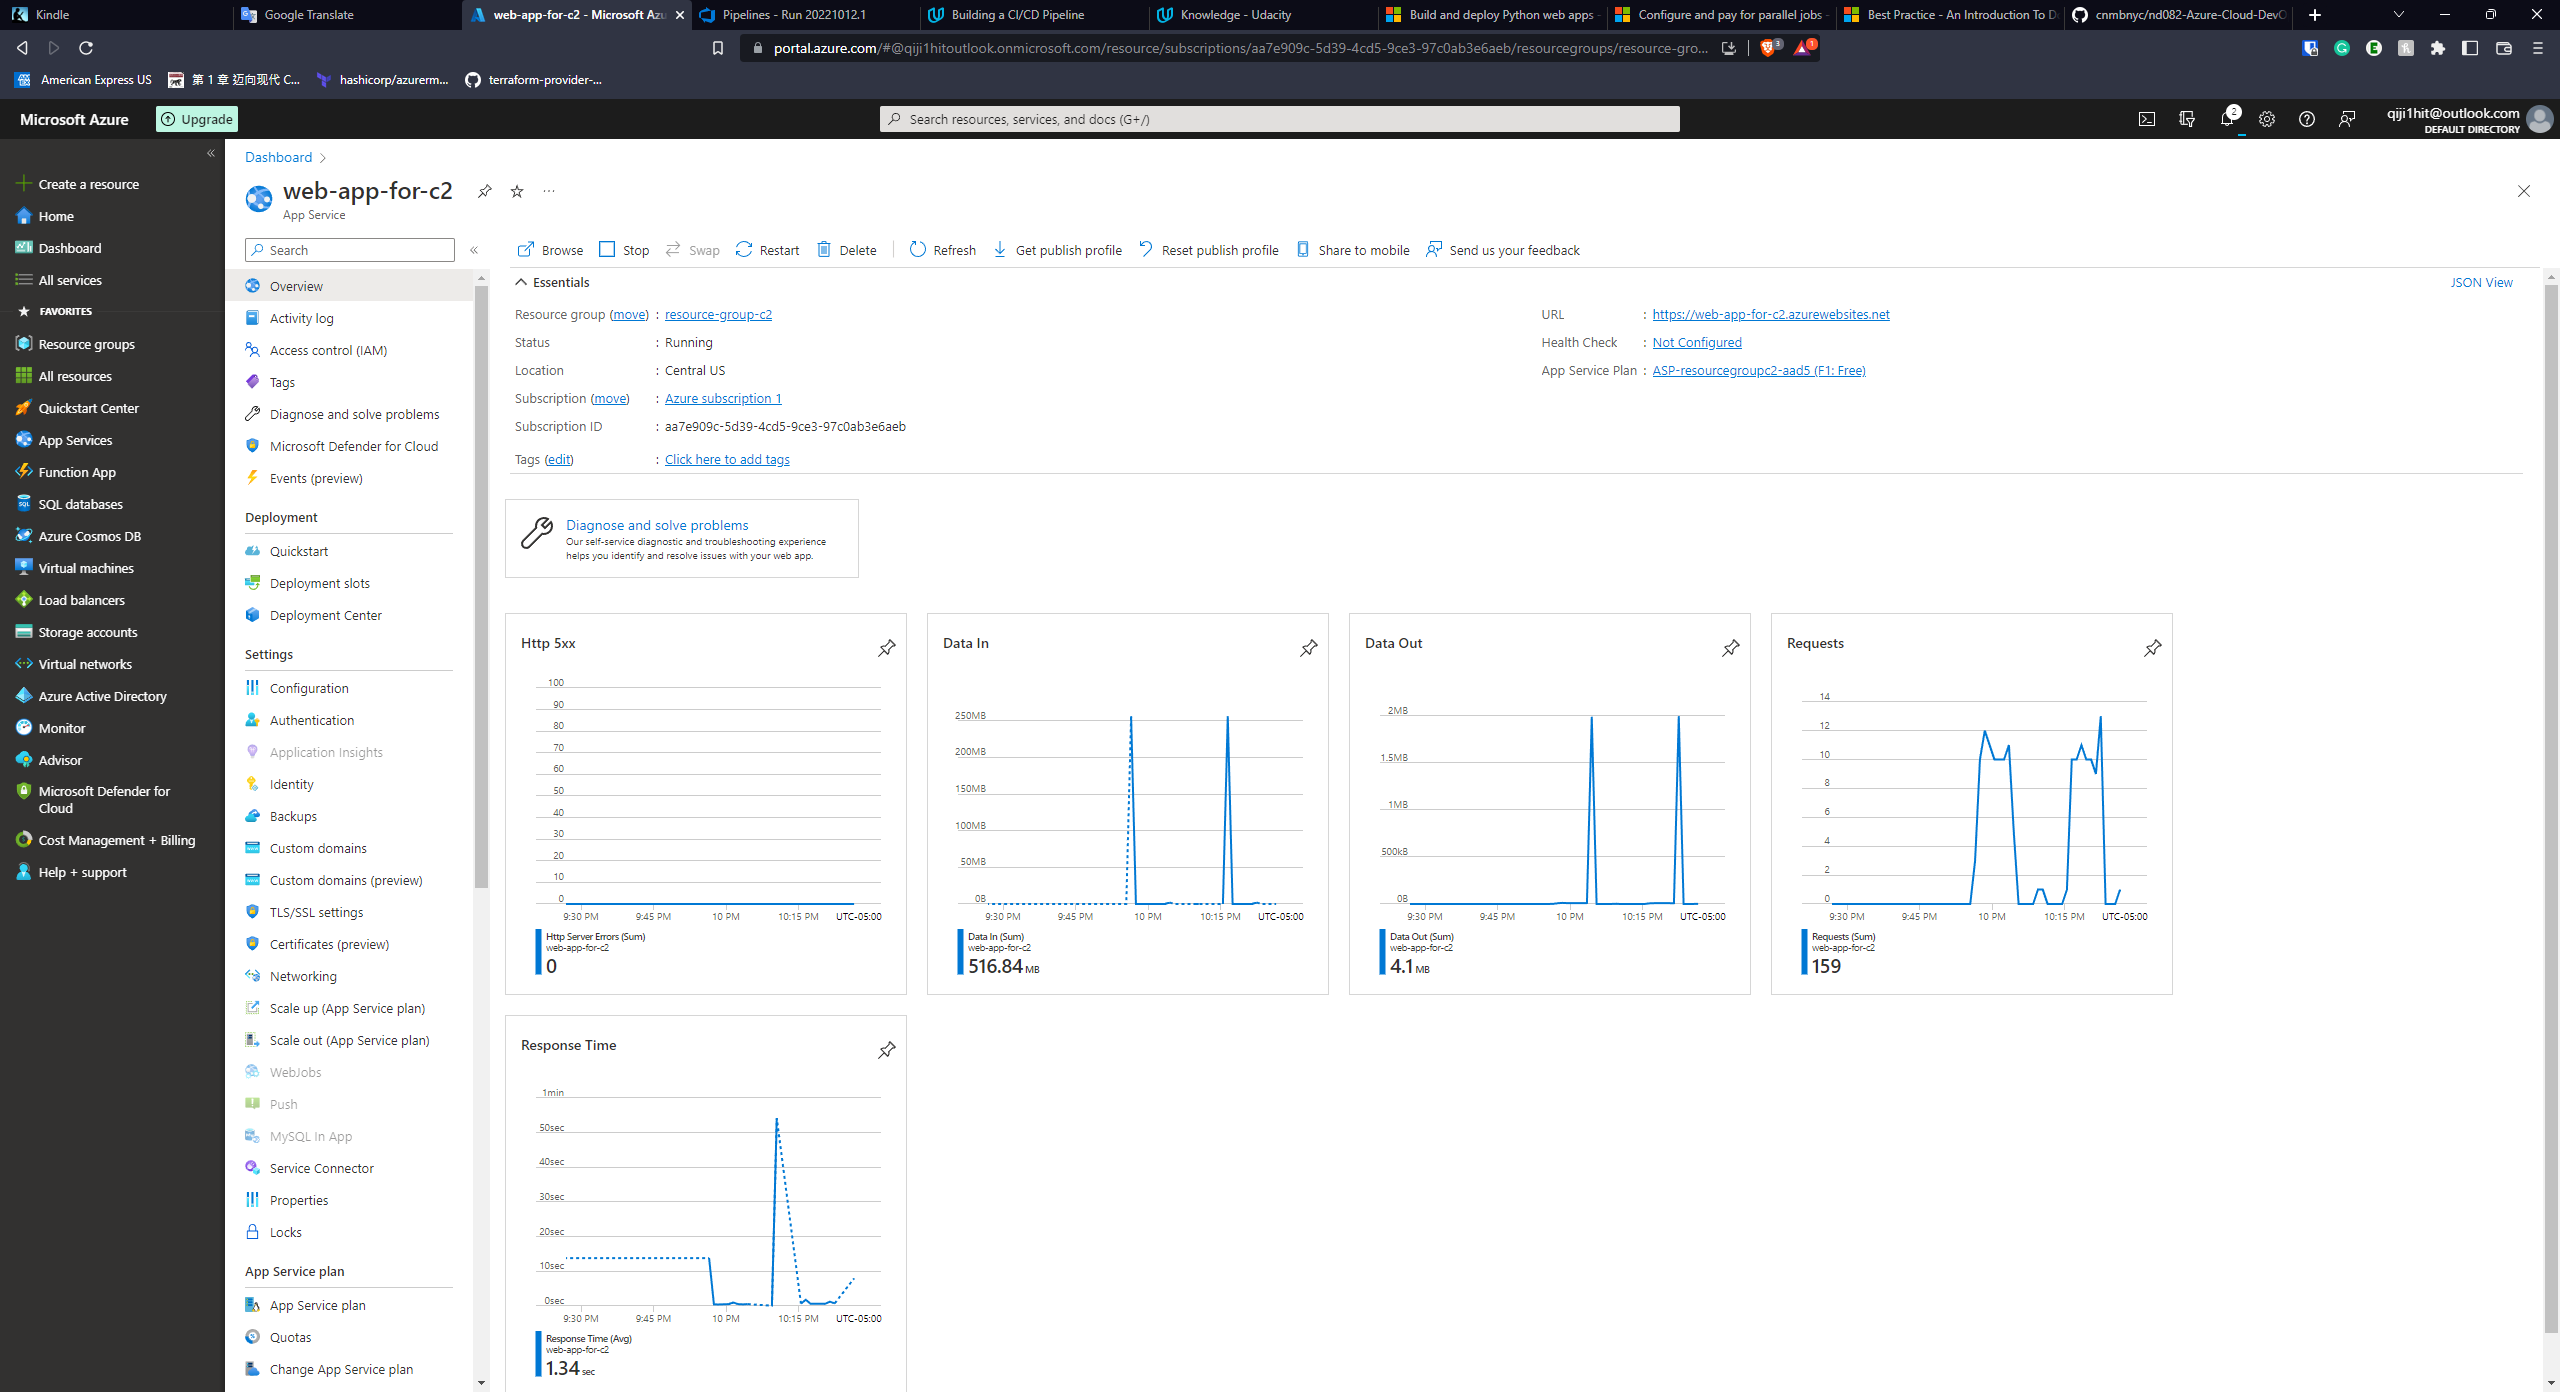 Kindle
Google Translate
web-app-for-c2 - Microsoft Azu
Pipelines - Run 20221012.1
Building a CI/CD Pipeline
Knowledge - Udacity
Build and deploy Python web apps -
Configure and pay for parallel jobs -
Best Practice - An Introduction To D
cnmbnyc/nd082-Azure-Cloud-DevO
portal.azure.com/#@qiji1hitoutlook.onmicrosoft.com/resource/subscriptions/aa7e909c-5d39-4cd5-9ce3-97c0ab3e6aeb/resourcegroups/resource-gro...
3
1
American Express US
第 1 章 迈向现代 C...
hashicorp/azurerm...
terraform-provider-...
Microsoft Azure
Upgrade
Search resources, services, and docs (G+/)
2
qiji1hit@outlook.com
DEFAULT DIRECTORY
Create a resource
Home
Dashboard
All services
FAVORITES
Resource groups
All resources
Quickstart Center
App Services
Function App
SQL databases
Azure Cosmos DB
Virtual machines
Load balancers
Storage accounts
Virtual networks
Azure Active Directory
Monitor
Advisor
Microsoft Defender for
Cloud
Cost Management + Billing
Help + support
Dashboard
web-app-for-c2
App Service
Search
Overview
Activity log
Access control (IAM)
Tags
Diagnose and solve problems
Microsoft Defender for Cloud
Events (preview)
Deployment
Quickstart
Deployment slots
Deployment Center
Settings
Configuration
Authentication
Application Insights
Identity
Backups
Custom domains
Custom domains (preview)
TLS/SSL settings
Certificates (preview)
Networking
Scale up (App Service plan)
Scale out (App Service plan)
WebJobs
Push
MySQL In App
Service Connector
Properties
Locks
App Service plan
App Service plan
Quotas
Change App Service plan
Browse Stop Swap Restart Delete Refresh Get publish profile Reset publish profile Share to mobile Send us your feedback
Essentials
JSON View
Resource group (move) : resource-group-c2
Status : Running
Location : Central US
Subscription (move) : Azure subscription 1
Subscription ID : aa7e909c-5d39-4cd5-9ce3-97c0ab3e6aeb
Tags (edit) : Click here to add tags
URL : https://web-app-for-c2.azurewebsites.net
Health Check : Not Configured
App Service Plan : ASP-resourcegroupc2-aad5 (F1: Free)
Diagnose and solve problems
Our self-service diagnostic and troubleshooting experience
helps you identify and resolve issues with your web app.
Http 5xx
100
90
80
70
60
50
40
30
20
10
0
9:30 PM 9:45 PM 10 PM 10:15 PM UTC-05:00
Http Server Errors (Sum)
web-app-for-c2
0
Data In
250MB
200MB
150MB
100MB
50MB
0B
9:30 PM 9:45 PM 10 PM 10:15 PM UTC-05:00
Data In (Sum)
web-app-for-c2
516.84 MB
Data Out
2MB
1.5MB
1MB
500kB
0B
9:30 PM 9:45 PM 10 PM 10:15 PM UTC-05:00
Data Out (Sum)
web-app-for-c2
4.1 MB
Requests
14
12
10
8
6
4
2
0
9:30 PM 9:45 PM 10 PM 10:15 PM UTC-05:00
Requests (Sum)
web-app-for-c2
159
Response Time
1min
50sec
40sec
30sec
20sec
10sec
0sec
9:30 PM 9:45 PM 10 PM 10:15 PM UTC-05:00
Response Time (Avg)
web-app-for-c2
1.34 sec